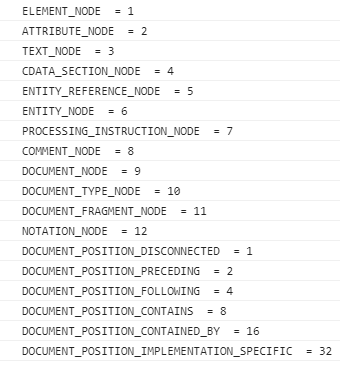 ELEMENT_NODE = 1
ATTRIBUTE_NODE = 2
TEXT_NODE = 3
CDATA_SECTION_NODE = 4
ENTITY_REFERENCE_NODE = 5
ENTITY_NODE = 6
PROCESSING_INSTRUCTION_NODE = 7
COMMENT_NODE = 8
DOCUMENT_NODE = 9
DOCUMENT_TYPE_NODE = 10
DOCUMENT_FRAGMENT_NODE = 11
NOTATION_NODE = 12
DOCUMENT_POSITION_DISCONNECTED = 1
DOCUMENT_POSITION_PRECEDING = 2
DOCUMENT_POSITION_FOLLOWING = 4
DOCUMENT_POSITION_CONTAINS = 8
DOCUMENT_POSITION_CONTAINED_BY = 16
DOCUMENT_POSITION_IMPLEMENTATION_SPECIFIC = 32